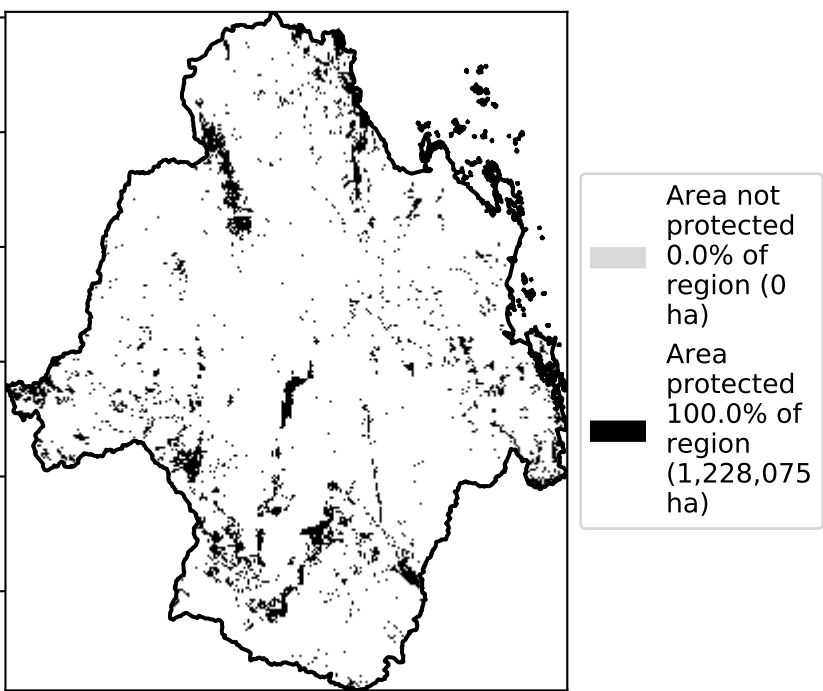 Area not
protected
0.0% of
region (0
ha)
Area
protected
100.0% of
region
(1,228,075
ha)